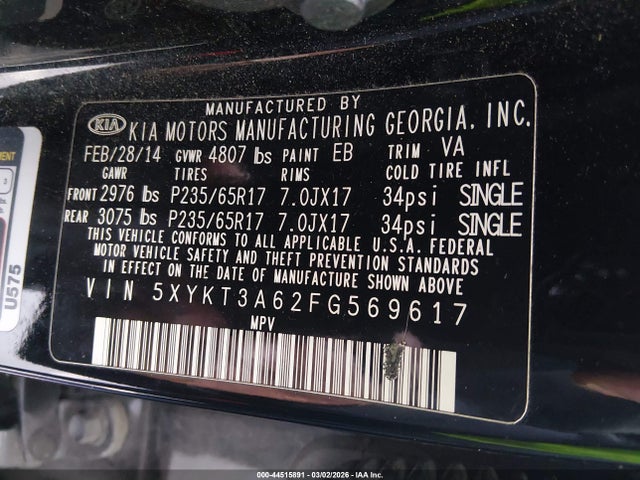 MANUFACTURED BY
KIA KIA MOTORS MANUFACTURING GEORGIA, INC.
FEB/28/14 GVWR 4807 lbs PAINT EB TRIM VA
GAWR TIRES RIMS COLD TIRE INFL
FRONT 2976 lbs P235/65R17 7.0JX17 34psi SINGLE
REAR 3075 lbs P235/65R17 7.0JX17 34psi SINGLE
THIS VEHICLE CONFORMS TO ALL APPLICABLE U.S.A. FEDERAL
MOTOR VEHICLE SAFETY AND THEFT PREVENTION STANDARDS
IN EFFECT ON THE DATE OF MANUFACTURE SHOWN ABOVE
VIN 5XYKT3A62FG569617
MPV
U575
000-44515891 - 03/02/2026 - IAA Inc.